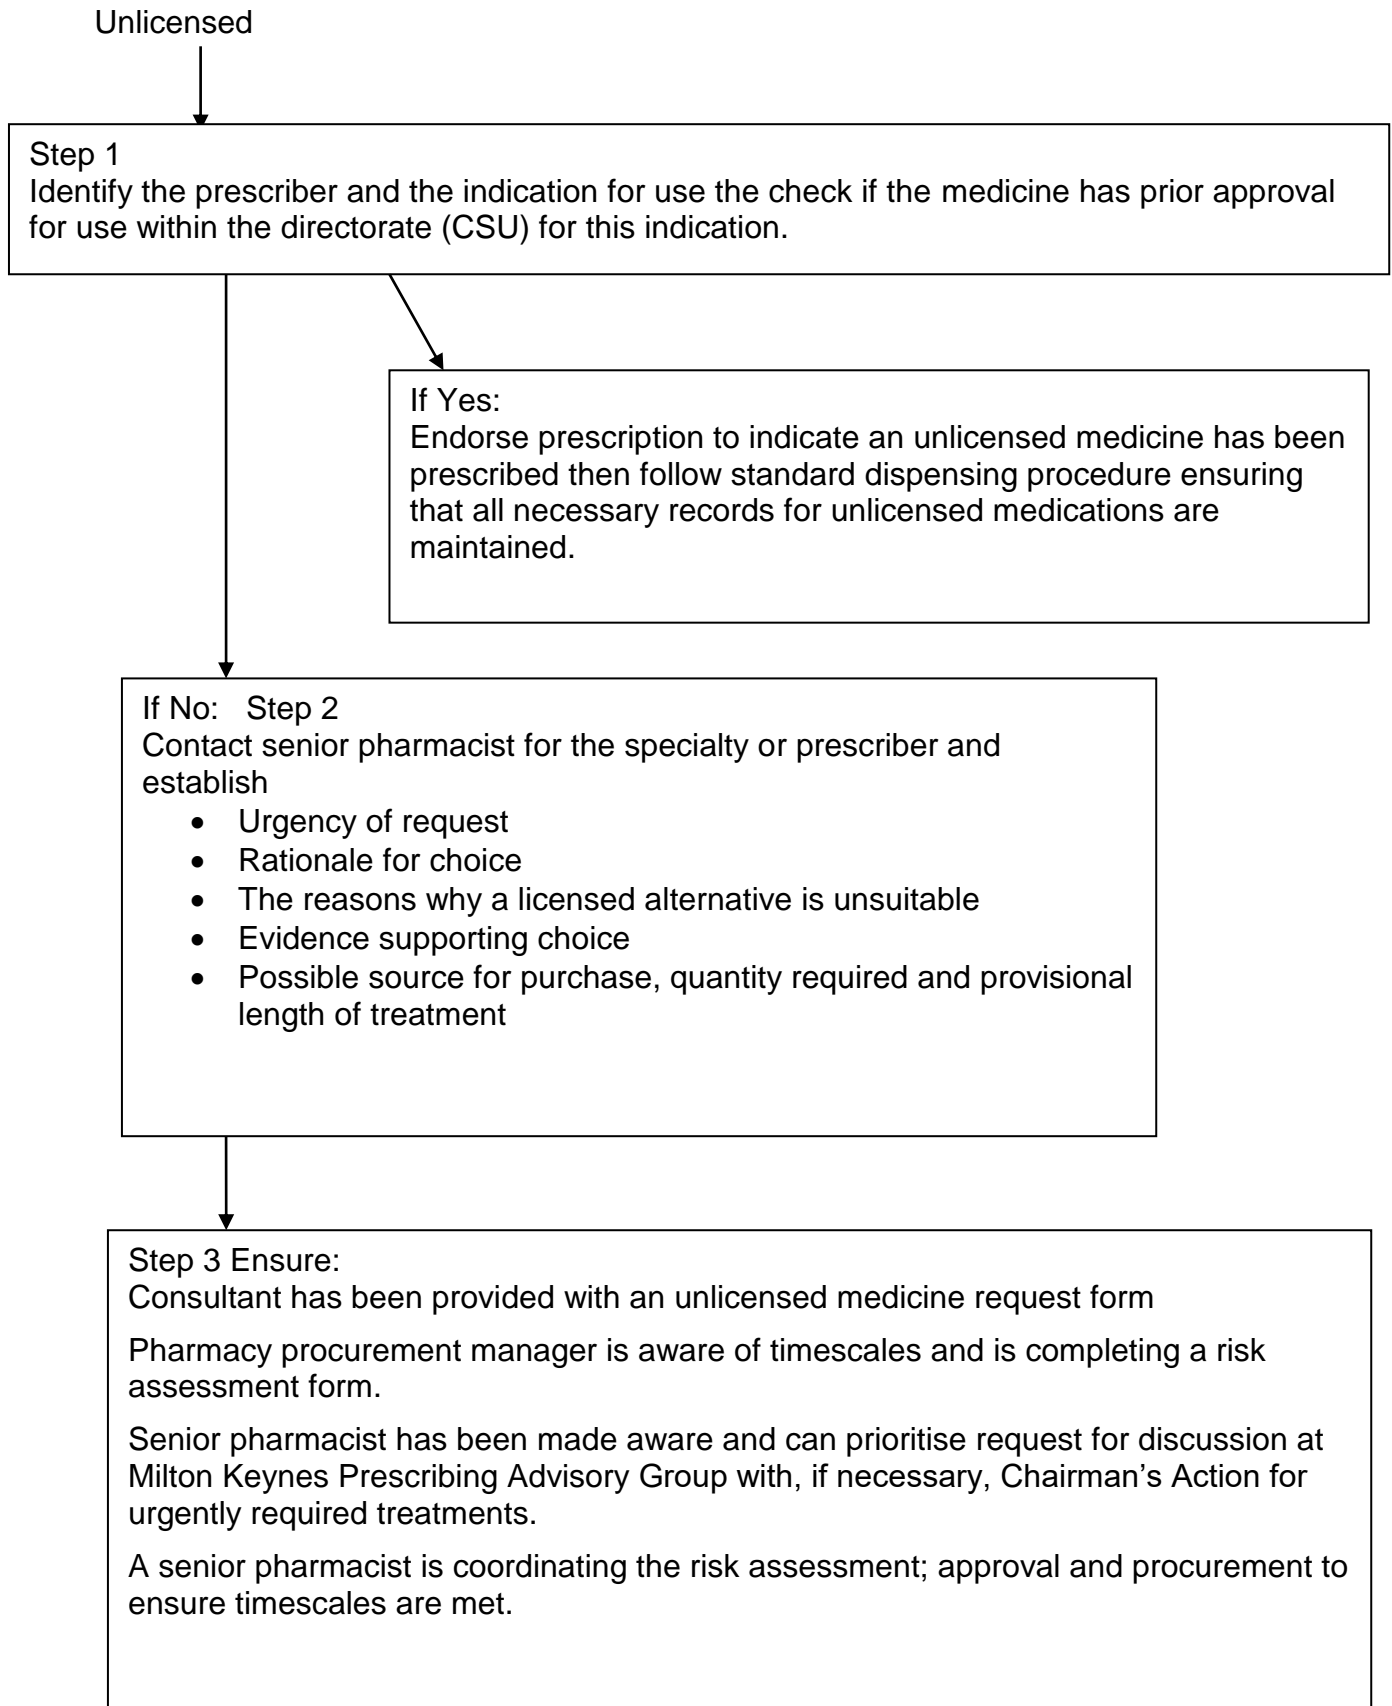 Unlicensed
Step 1
Identify the prescriber and the indication for use the check if the medicine has prior approval
for use within the directorate (CSU) for this indication.
If Yes:
Endorse prescription to indicate an unlicensed medicine has been
prescribed then follow standard dispensing procedure ensuring
that all necessary records for unlicensed medications are
maintained.
If No:   Step 2
Contact senior pharmacist for the specialty or prescriber and
establish
• Urgency of request
• Rationale for choice
• The reasons why a licensed alternative is unsuitable
• Evidence supporting choice
• Possible source for purchase, quantity required and provisional
length of treatment
Step 3 Ensure:
Consultant has been provided with an unlicensed medicine request form
Pharmacy procurement manager is aware of timescales and is completing a risk
assessment form.
Senior pharmacist has been made aware and can prioritise request for discussion at
Milton Keynes Prescribing Advisory Group with, if necessary, Chairman’s Action for
urgently required treatments.
A senior pharmacist is coordinating the risk assessment; approval and procurement to
ensure timescales are met.